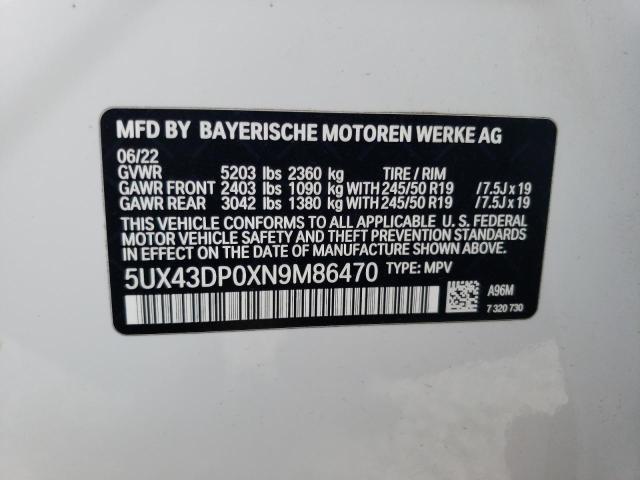 MFD BY BAYERISCHE MOTOREN WERKE AG
06/22
GVWR 5203 lbs 2360 kg TIRE / RIM
GAWR FRONT 2403 lbs 1090 kg WITH 245/50 R19 /7.5J x 19
GAWR REAR 3042 lbs 1380 kg WITH 245/50 R19 /7.5J x 19
THIS VEHICLE CONFORMS TO ALL APPLICABLE U. S. FEDERAL
MOTOR VEHICLE SAFETY AND THEFT PREVENTION STANDARDS
IN EFFECT ON THE DATE OF MANUFACTURE SHOWN ABOVE.
5UX43DP0XN9M86470 TYPE: MPV
A96M
7 320 730